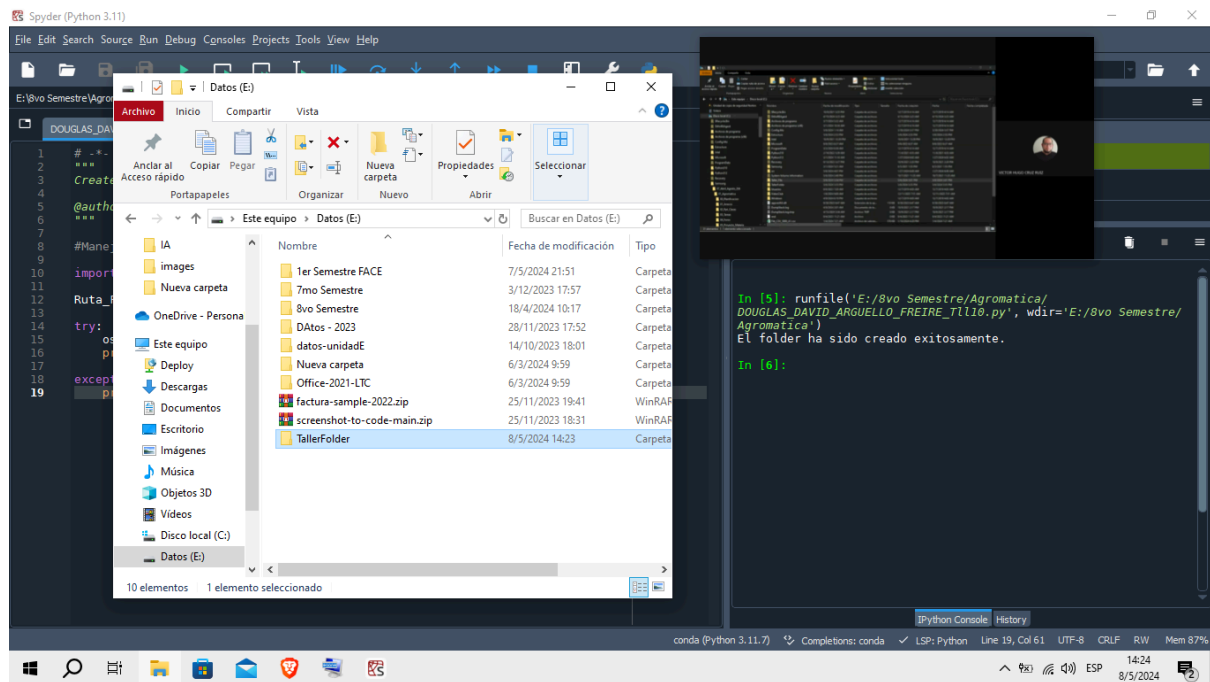 Spyder (Python 3.11)
File Edit Search Source Run Debug Consoles Projects Tools View Help
Datos (E:)
E:\8vo Semestre\Agro
Archivo Inicio Compartir Vista
DOUGLAS_DA
Anclar al Acceso rápido
Copiar
Pegar
Nueva carpeta
Propiedades
Seleccionar
Portapapeles Organizar Nuevo Abrir
Este equipo > Datos (E:)
Buscar en Datos (E:)
Nombre Fecha de modificación Tipo
1er Semestre FACE 7/5/2024 21:51 Carpeta
7mo Semestre 3/12/2023 17:57 Carpeta
8vo Semestre 18/4/2024 10:17 Carpeta
DAtos - 2023 28/11/2023 17:52 Carpeta
datos-unidadE 14/10/2023 18:01 Carpeta
Nueva carpeta 6/3/2024 9:59 Carpeta
Office-2021-LTC 6/3/2024 9:59 Carpeta
factura-sample-2022.zip 25/11/2023 19:41 WinRAR
screenshot-to-code-main.zip 25/11/2023 18:31 WinRAR
TallerFolder 8/5/2024 14:23 Carpeta
IA
images
Nueva carpeta
OneDrive - Persona
Este equipo
Deploy
Descargas
Documentos
Escritorio
Imágenes
Música
Objetos 3D
Vídeos
Disco local (C:)
Datos (E:)
10 elementos 1 elemento seleccionado
1 # -*-
2 """
3 Create
4
5 @autho
6 """
7
8 #Mane
9
10 import
11
12 Ruta_
13
14 try:
15 os
16 p
17
18 except
19 p
In [5]: runfile('E:/8vo Semestre/Agromatica/
DOUGLAS_DAVID_ARGUELLO_FREIRE_Tll10.py', wdir='E:/8vo Semestre/
Agromatica')
El folder ha sido creado exitosamente.
In [6]:
IPython Console History
conda (Python 3.11.7) Completions: conda LSP: Python Line 19, Col 61 UTF-8 CRLF RW Mem 87%
ESP
14:24
8/5/2024
2